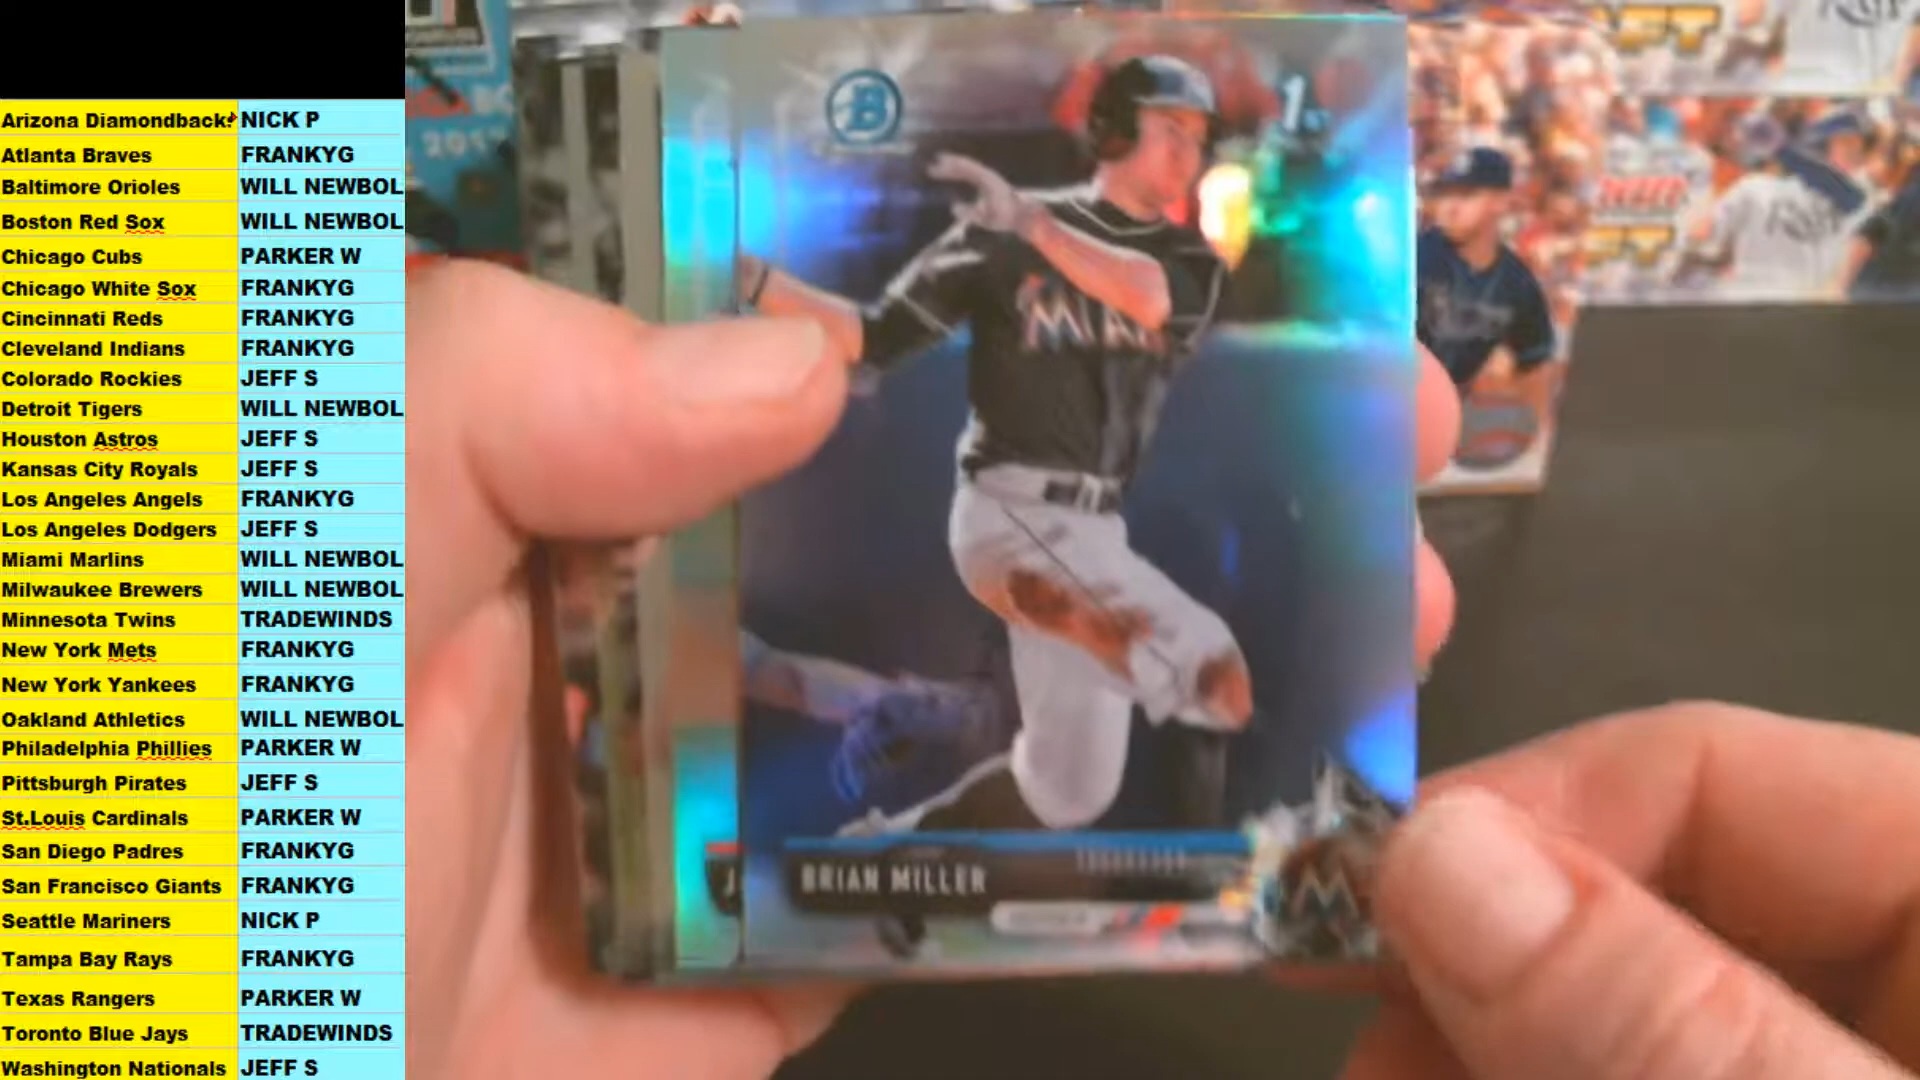 Arizona Diamondbacks NICK P
Atlanta Braves FRANKYG
Baltimore Orioles WILL NEWBOL
Boston Red Sox WILL NEWBOL
Chicago Cubs PARKER W
Chicago White Sox FRANKYG
Cincinnati Reds FRANKYG
Cleveland Indians FRANKYG
Colorado Rockies JEFF S
Detroit Tigers WILL NEWBOL
Houston Astros JEFF S
Kansas City Royals JEFF S
Los Angeles Angels FRANKYG
Los Angeles Dodgers JEFF S
Miami Marlins WILL NEWBOL
Milwaukee Brewers WILL NEWBOL
Minnesota Twins TRADEWINDS
New York Mets FRANKYG
New York Yankees FRANKYG
Oakland Athletics WILL NEWBOL
Philadelphia Phillies PARKER W
Pittsburgh Pirates JEFF S
St.Louis Cardinals PARKER W
San Diego Padres FRANKYG
San Francisco Giants FRANKYG
Seattle Mariners NICK P
Tampa Bay Rays FRANKYG
Texas Rangers PARKER W
Toronto Blue Jays TRADEWINDS
Washington Nationals JEFF S
B
1st
MIAMI
BRIAN MILLER
M
J